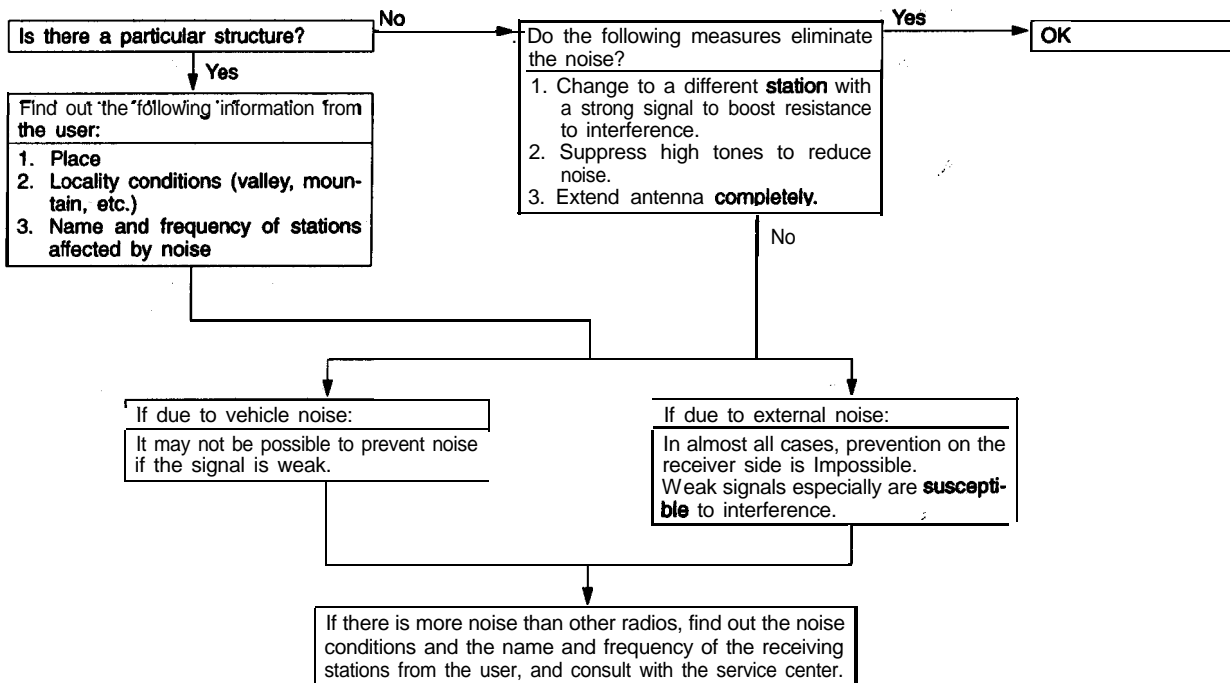 Is there a particular structure?
No
Yes
Find out the following information from
the user:
1. Place
2. Locality conditions (valley, moun-
tain, etc.)
3. Name and frequency of stations
affected by noise
Do the following measures eliminate
the noise?
1. Change to a different station with
a strong signal to boost resistance
to interference.
2. Suppress high tones to reduce
noise.
3. Extend antenna completely.
Yes
OK
No
If due to vehicle noise:
It may not be possible to prevent noise
if the signal is weak.
If due to external noise:
In almost all cases, prevention on the
receiver side is Impossible.
Weak signals especially are suscepti-
ble to interference.
If there is more noise than other radios, find out the noise
conditions and the name and frequency of the receiving
stations from the user, and consult with the service center.